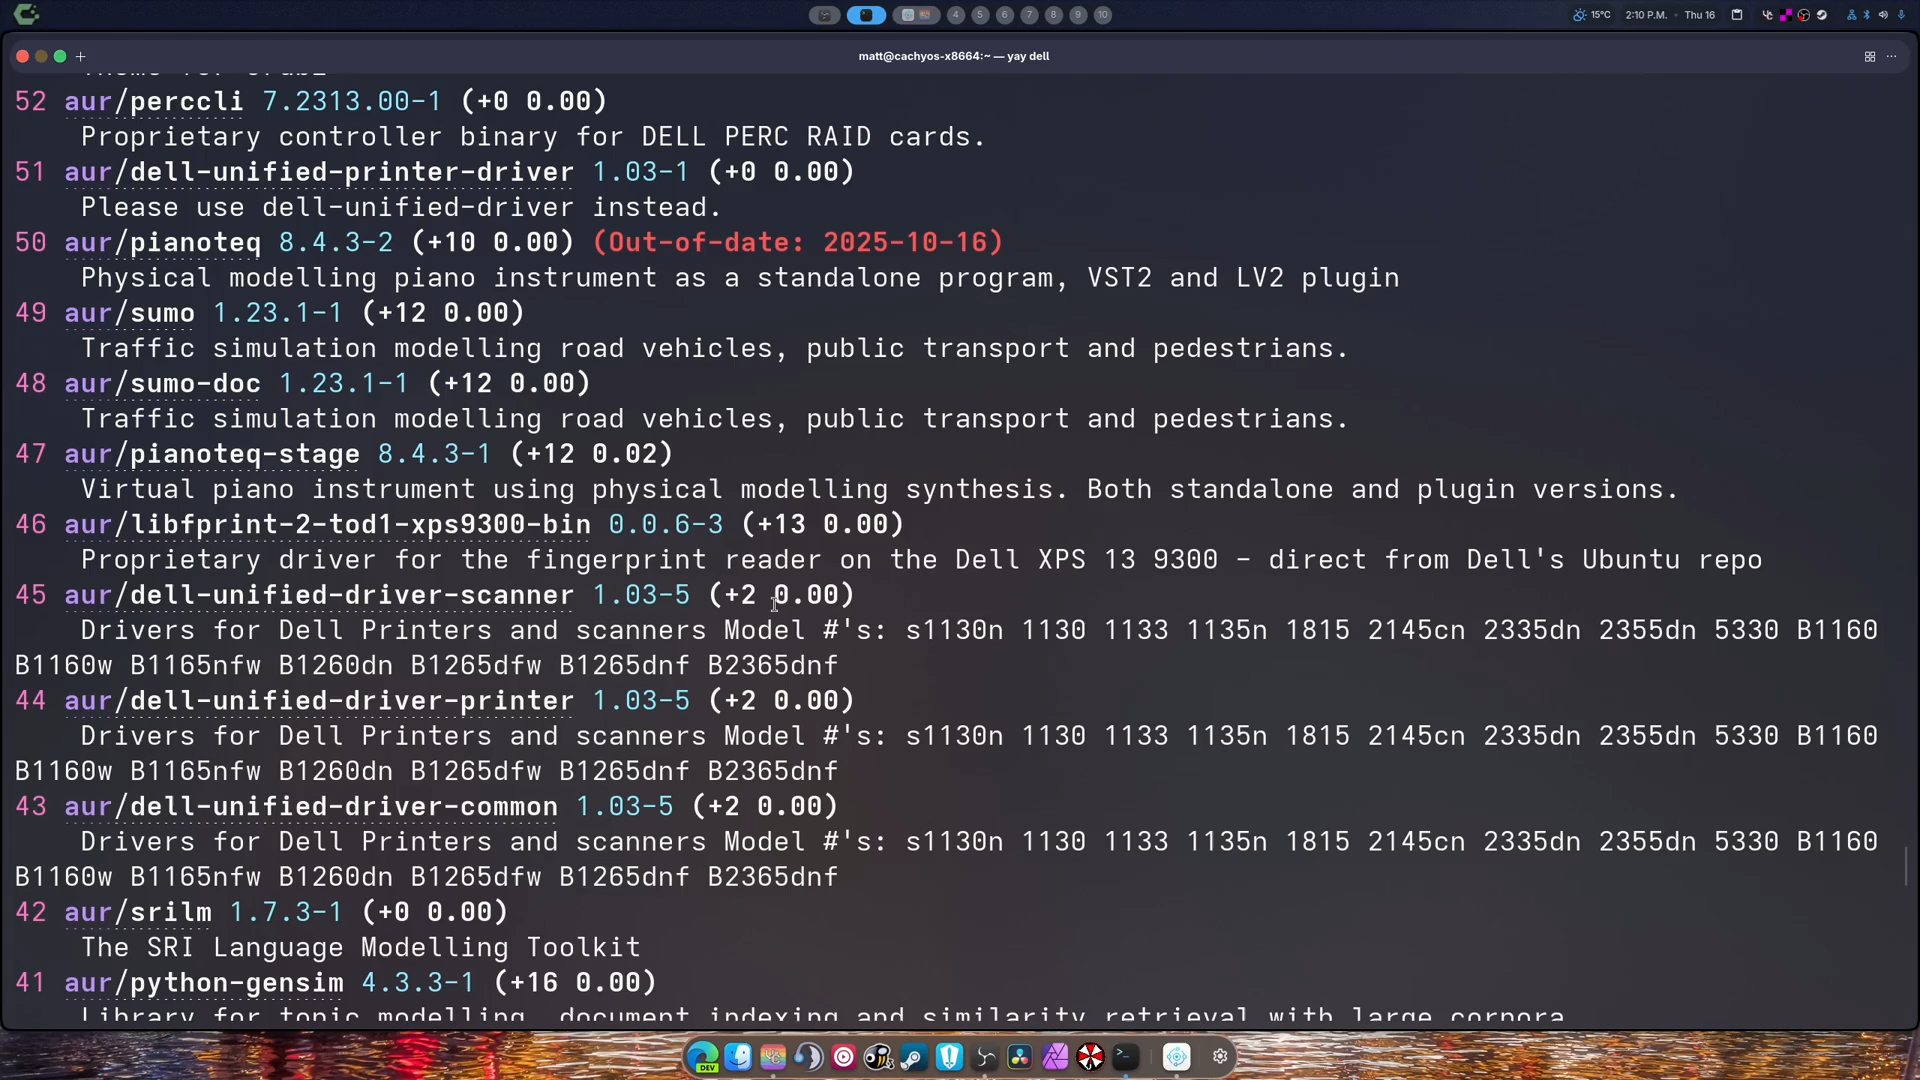 4 5 6 7 8 9 10
15°C 2:10 P.M. Thu 16
matt@cachyos-x8664:~ — yay dell
52 aur/perccli 7.2313.00-1 (+0 0.00)
Proprietary controller binary for DELL PERC RAID cards.
51 aur/dell-unified-printer-driver 1.03-1 (+0 0.00)
Please use dell-unified-driver instead.
50 aur/pianoteq 8.4.3-2 (+10 0.00) (Out-of-date: 2025-10-16)
Physical modelling piano instrument as a standalone program, VST2 and LV2 plugin
49 aur/sumo 1.23.1-1 (+12 0.00)
Traffic simulation modelling road vehicles, public transport and pedestrians.
48 aur/sumo-doc 1.23.1-1 (+12 0.00)
Traffic simulation modelling road vehicles, public transport and pedestrians.
47 aur/pianoteq-stage 8.4.3-1 (+12 0.02)
Virtual piano instrument using physical modelling synthesis. Both standalone and plugin versions.
46 aur/libfprint-2-tod1-xps9300-bin 0.0.6-3 (+13 0.00)
Proprietary driver for the fingerprint reader on the Dell XPS 13 9300 - direct from Dell's Ubuntu repo
45 aur/dell-unified-driver-scanner 1.03-5 (+2 0.00)
Drivers for Dell Printers and scanners Model #'s: s1130n 1130 1133 1135n 1815 2145cn 2335dn 2355dn 5330 B1160
B1160w B1165nfw B1260dn B1265dfw B1265dnf B2365dnf
44 aur/dell-unified-driver-printer 1.03-5 (+2 0.00)
Drivers for Dell Printers and scanners Model #'s: s1130n 1130 1133 1135n 1815 2145cn 2335dn 2355dn 5330 B1160
B1160w B1165nfw B1260dn B1265dfw B1265dnf B2365dnf
43 aur/dell-unified-driver-common 1.03-5 (+2 0.00)
Drivers for Dell Printers and scanners Model #'s: s1130n 1130 1133 1135n 1815 2145cn 2335dn 2355dn 5330 B1160
B1160w B1165nfw B1260dn B1265dfw B1265dnf B2365dnf
42 aur/srilm 1.7.3-1 (+0 0.00)
The SRI Language Modelling Toolkit
41 aur/python-gensim 4.3.3-1 (+16 0.00)
Library for topic modelling, document indexing and similarity retrieval with large corpora
DEV